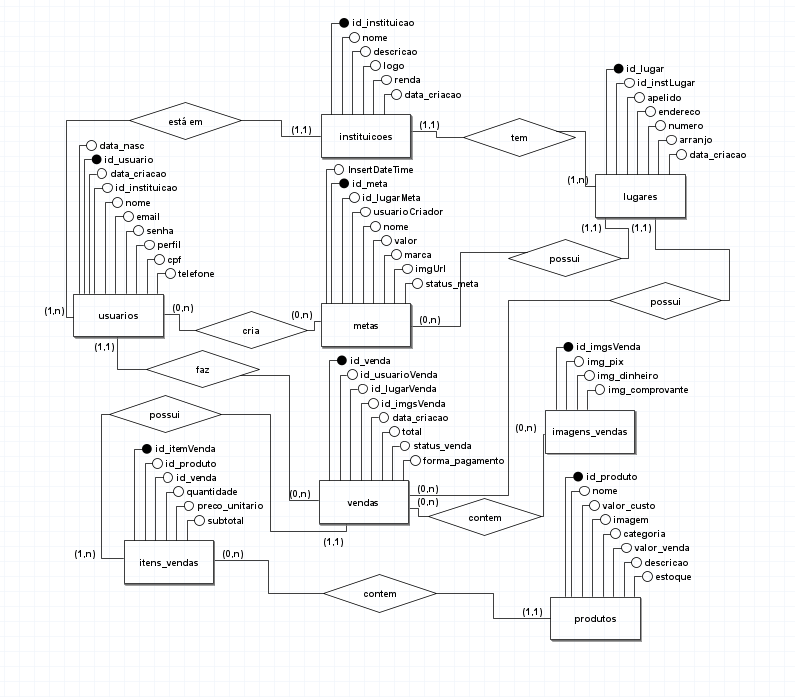 id_instituicao
nome
descricao
logo
renda
data_criacao
instituicoes
(1,1)
(1,1)
está em
tem
id_lugar
id_instLugar
apelido
endereco
numero
arranjo
data_criacao
(1,n)
lugares
(1,1)
(1,1)
data_nasc
id_usuario
data_criacao
id_instituicao
nome
email
senha
perfil
cpf
telefone
(1,n)
usuarios
(0,n)
(1,1)
InsertDateTime
id_meta
id_lugarMeta
usuarioCriador
nome
valor
marca
imgUrl
status_meta
(0,n)
metas
(0,n)
possui
possui
cria
faz
id_venda
id_usuarioVenda
id_lugarVenda
id_imgsVenda
data_criacao
total
status_venda
forma_pagamento
(0,n)
vendas
(0,n)
(0,n)
(1,1)
id_imgsVenda
img_pix
img_dinheiro
img_comprovante
(0,n)
imagens_vendas
contem
possui
id_itemVenda
id_produto
id_venda
quantidade
preco_unitario
subtotal
(1,n)
itens_vendas
(0,n)
contem
id_produto
nome
valor_custo
imagem
categoria
valor_venda
descricao
estoque
(1,1)
produtos